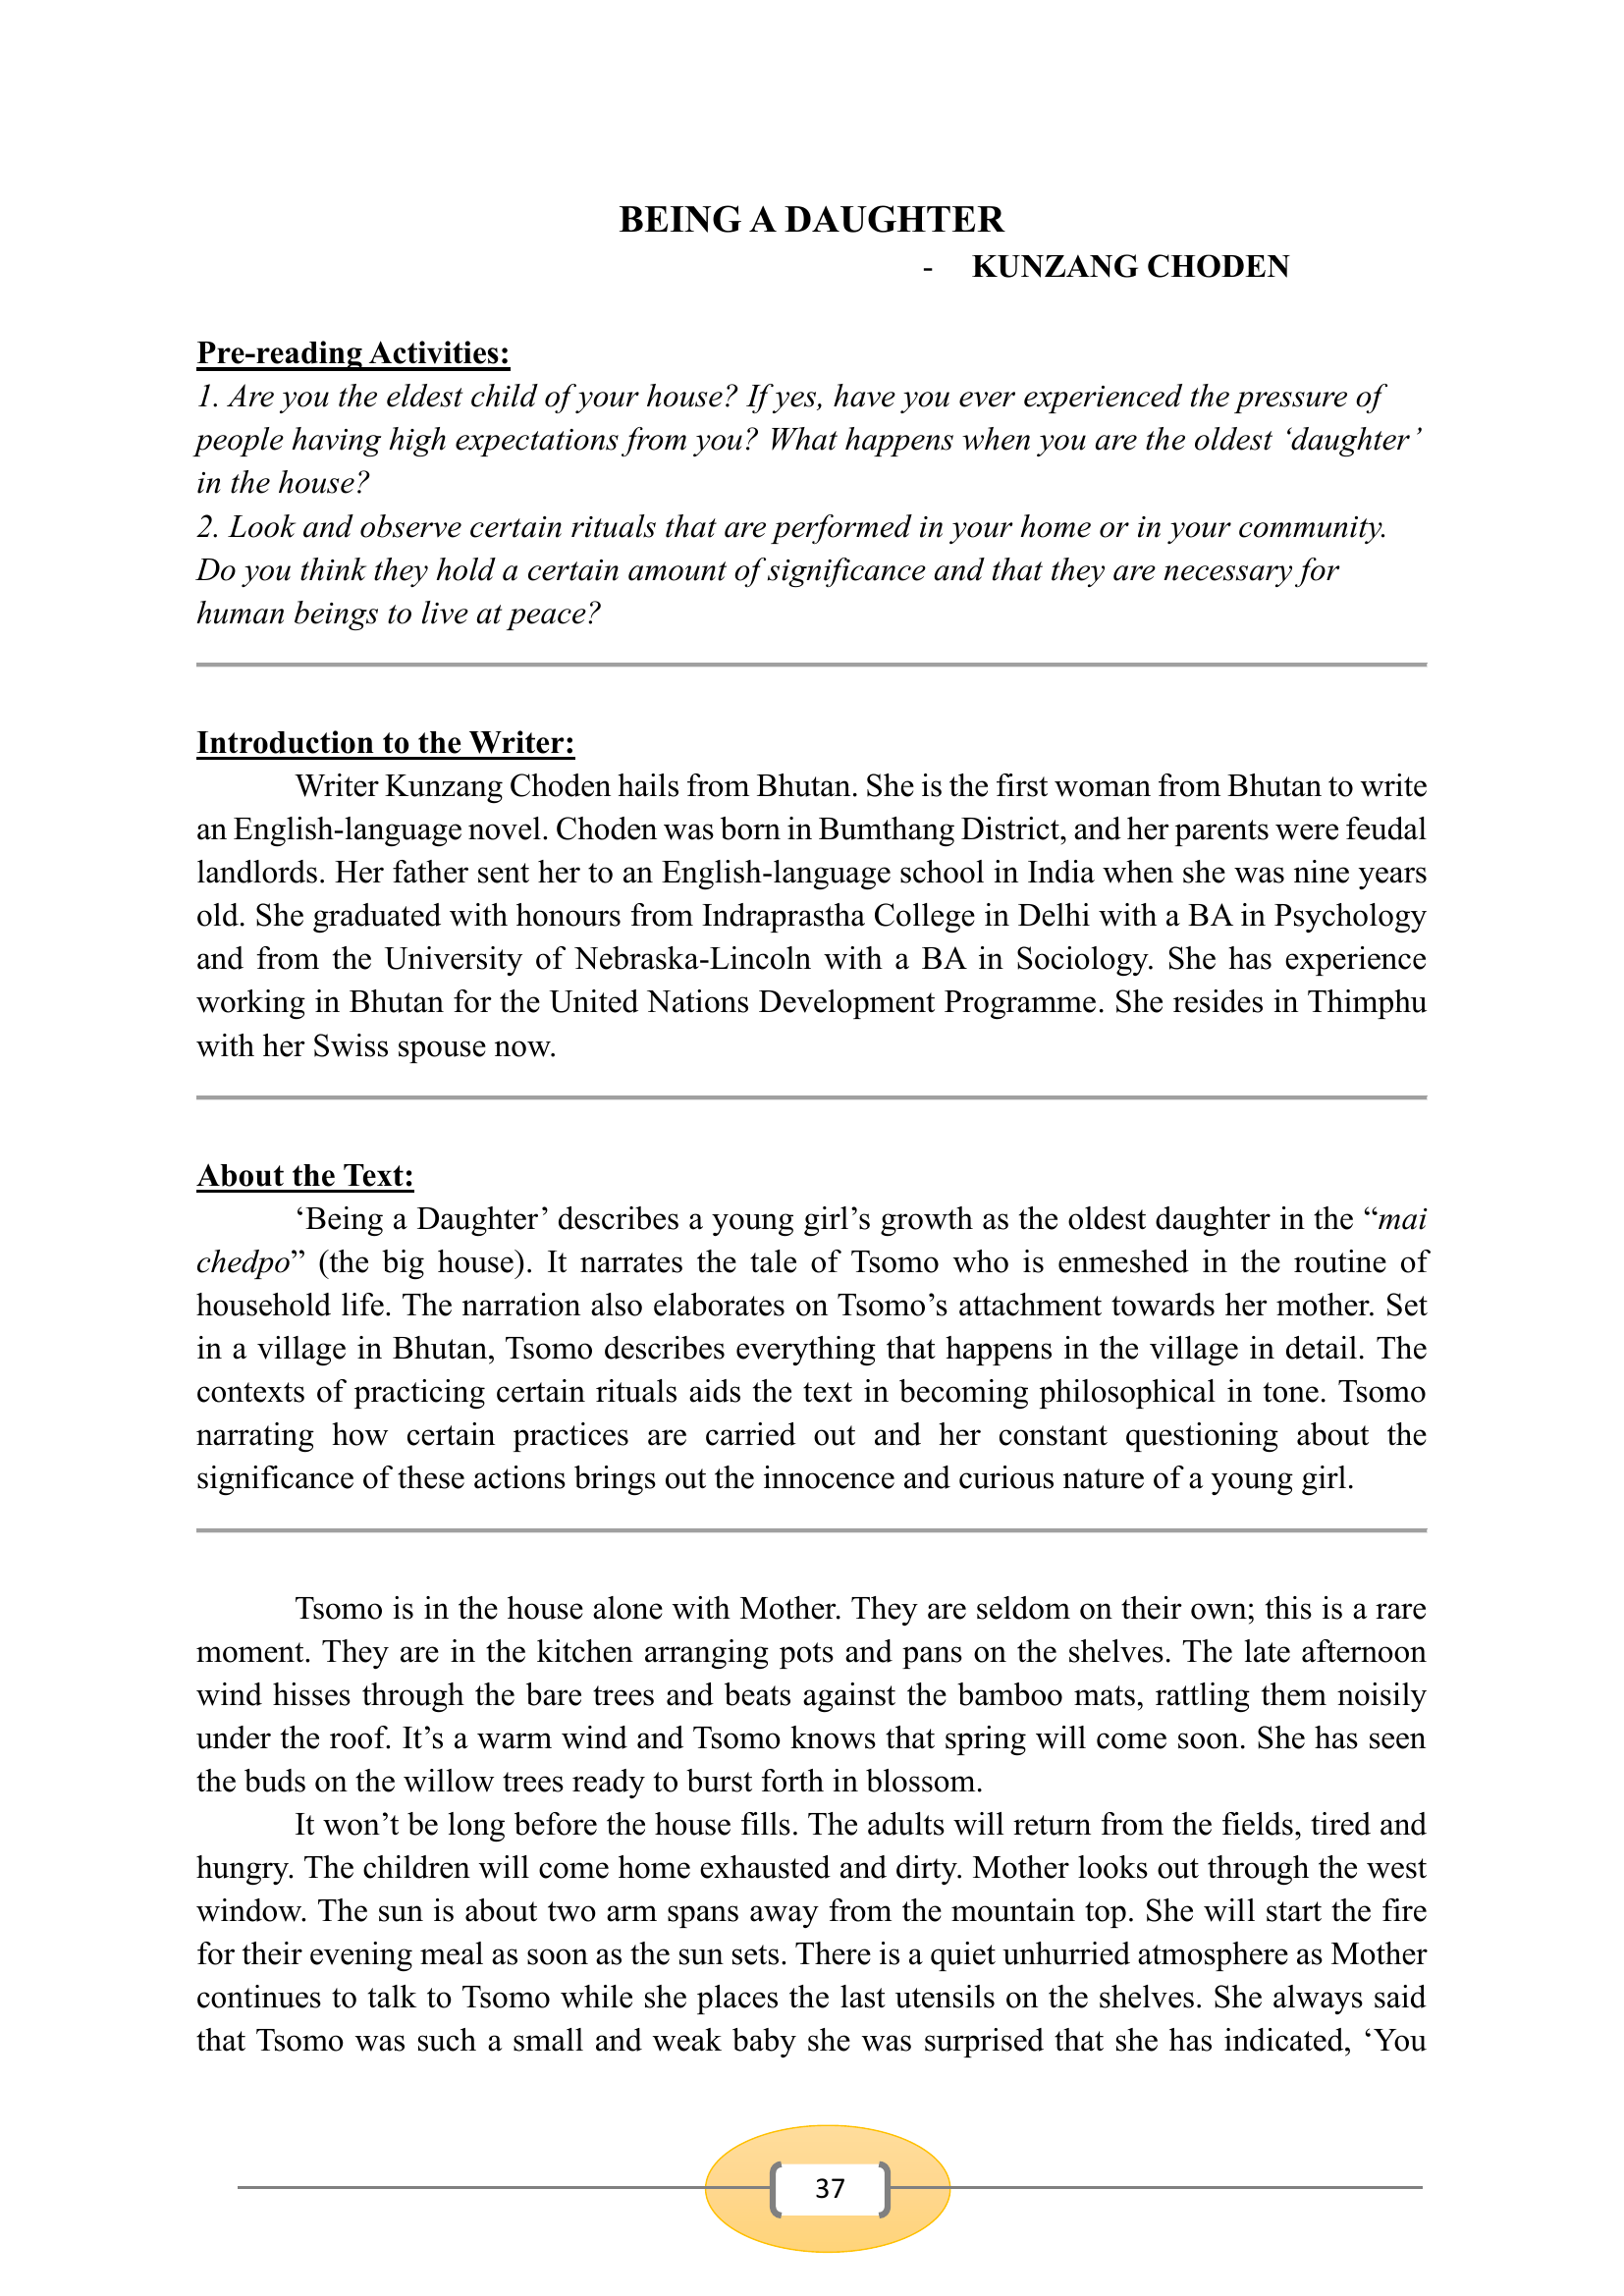 BEING A DAUGHTER
- KUNZANG CHODEN
Pre-reading Activities:
1. Are you the eldest child of your house? If yes, have you ever experienced the pressure of
people having high expectations from you? What happens when you are the oldest ‘daughter’
in the house?
2. Look and observe certain rituals that are performed in your home or in your community.
Do you think they hold a certain amount of significance and that they are necessary for
human beings to live at peace?
Introduction to the Writer:
Writer Kunzang Choden hails from Bhutan. She is the first woman from Bhutan to write
an English-language novel. Choden was born in Bumthang District, and her parents were feudal
landlords. Her father sent her to an English-language school in India when she was nine years
old. She graduated with honours from Indraprastha College in Delhi with a BA in Psychology
and from the University of Nebraska-Lincoln with a BA in Sociology. She has experience
working in Bhutan for the United Nations Development Programme. She resides in Thimphu
with her Swiss spouse now.
About the Text:
‘Being a Daughter’ describes a young girl’s growth as the oldest daughter in the “mai
chedpo” (the big house). It narrates the tale of Tsomo who is enmeshed in the routine of
household life. The narration also elaborates on Tsomo’s attachment towards her mother. Set
in a village in Bhutan, Tsomo describes everything that happens in the village in detail. The
contexts of practicing certain rituals aids the text in becoming philosophical in tone. Tsomo
narrating how certain practices are carried out and her constant questioning about the
significance of these actions brings out the innocence and curious nature of a young girl.
Tsomo is in the house alone with Mother. They are seldom on their own; this is a rare
moment. They are in the kitchen arranging pots and pans on the shelves. The late afternoon
wind hisses through the bare trees and beats against the bamboo mats, rattling them noisily
under the roof. It’s a warm wind and Tsomo knows that spring will come soon. She has seen
the buds on the willow trees ready to burst forth in blossom.
It won’t be long before the house fills. The adults will return from the fields, tired and
hungry. The children will come home exhausted and dirty. Mother looks out through the west
window. The sun is about two arm spans away from the mountain top. She will start the fire
for their evening meal as soon as the sun sets. There is a quiet unhurried atmosphere as Mother
continues to talk to Tsomo while she places the last utensils on the shelves. She always said
that Tsomo was such a small and weak baby she was surprised that she has indicated, ‘You
37